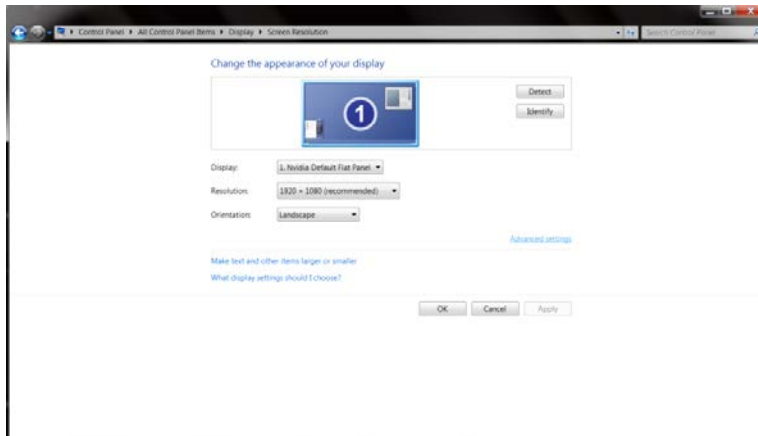 Control Panel ▸ All Control Panel Items ▸ Display ▸ Screen Resolution
Search Control Panel
Change the appearance of your display
1
Detect
Identify
Display: 1. Nvidia Default Flat Panel
Resolution: 1920 × 1080 (recommended)
Orientation: Landscape
Advanced settings
Make text and other items larger or smaller
What display settings should I choose?
OK Cancel Apply